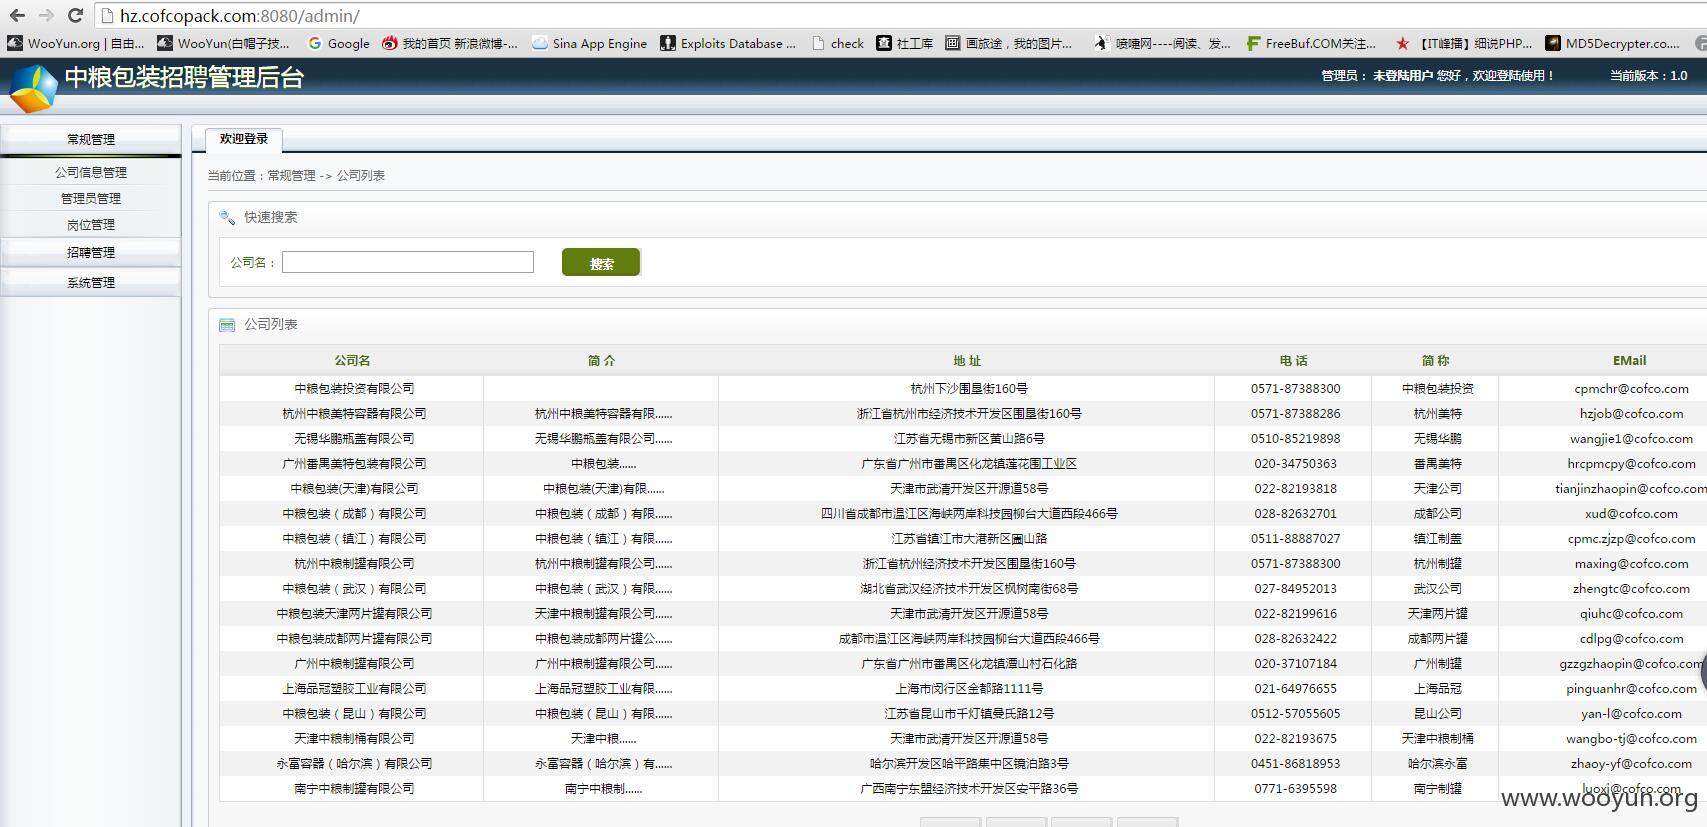 hz.cofcopack.com:8080/admin/
WooYun.org | 自由... WooYun(白帽子技... Google 我的首页 新浪微博-... Sina App Engine Exploits Database ... check 社工库 画旅途，我的图片... 喷嚏网----阅读、发... FreeBuf.COM关注... 【IT峰播】细说PHP... MD5Decrypter.co....
中粮包装招聘管理后台
管理员： 未登陆用户 您好，欢迎登陆使用！ 当前版本：1.0
常规管理
公司信息管理
管理员管理
岗位管理
招聘管理
系统管理
欢迎登录
当前位置：常规管理 -> 公司列表
快速搜索
公司名： 搜索
公司列表
公司名 简 介 地 址 电 话 简 称 EMail
中粮包装投资有限公司 杭州下沙围垦街160号 0571-87388300 中粮包装投资 cpmchr@cofco.com
杭州中粮美特容器有限公司 杭州中粮美特容器有限...... 浙江省杭州市经济技术开发区围垦街160号 0571-87388286 杭州美特 hzjob@cofco.com
无锡华鹏瓶盖有限公司 无锡华鹏瓶盖有限公司...... 江苏省无锡市新区黄山路6号 0510-85219898 无锡华鹏 wangjie1@cofco.com
广州番禺美特包装有限公司 中粮包装...... 广东省广州市番禺区化龙镇莲花围工业区 020-34750363 番禺美特 hrcpmcpy@cofco.com
中粮包装(天津)有限公司 中粮包装(天津)有限...... 天津市武清开发区开源道58号 022-82193818 天津公司 tianjinzhaopin@cofco.com
中粮包装（成都）有限公司 中粮包装（成都）有限...... 四川省成都市温江区海峡两岸科技园柳台大道西段466号 028-82632701 成都公司 xud@cofco.com
中粮包装（镇江）有限公司 中粮包装（镇江）有限...... 江苏省镇江市大港新区圌山路 0511-88887027 镇江制盖 cpmc.zjzp@cofco.com
杭州中粮制罐有限公司 杭州中粮制罐有限公司...... 浙江省杭州经济技术开发区围垦街160号 0571-87388300 杭州制罐 maxing@cofco.com
中粮包装（武汉）有限公司 中粮包装（武汉）有限...... 湖北省武汉经济技术开发区枫树南街68号 027-84952013 武汉公司 zhengtc@cofco.com
中粮包装天津两片罐有限公司 天津中粮制罐有限公司...... 天津市武清开发区开源道58号 022-82199616 天津两片罐 qiuhc@cofco.com
中粮包装成都两片罐有限公司 中粮包装成都两片罐公...... 成都市温江区海峡两岸科技园柳台大道西段466号 028-82632422 成都两片罐 cdlpg@cofco.com
广州中粮制罐有限公司 广州中粮制罐有限公司...... 广东省广州市番禺区化龙镇潭山村石化路 020-37107184 广州制罐 gzzgzhaopin@cofco.com
上海品冠塑胶工业有限公司 上海品冠塑胶工业有限...... 上海市闵行区金都路1111号 021-64976655 上海品冠 pinguanhr@cofco.com
中粮包装（昆山）有限公司 中粮包装（昆山）有限...... 江苏省昆山市千灯镇曼氏路12号 0512-57055605 昆山公司 yan-l@cofco.com
天津中粮制桶有限公司 天津中粮...... 天津市武清开发区开源道58号 022-82193675 天津中粮制桶 wangbo-tj@cofco.com
永富容器（哈尔滨）有限公司 永富容器（哈尔滨）有...... 哈尔滨开发区哈平路集中区镜泊路3号 0451-86818953 哈尔滨永富 zhaoy-yf@cofco.com
南宁中粮制罐有限公司 南宁中粮制...... 广西南宁东盟经济技术开发区安平路36号 0771-6395598 南宁制罐 luoxi@cofco.com
www.wooyun.org